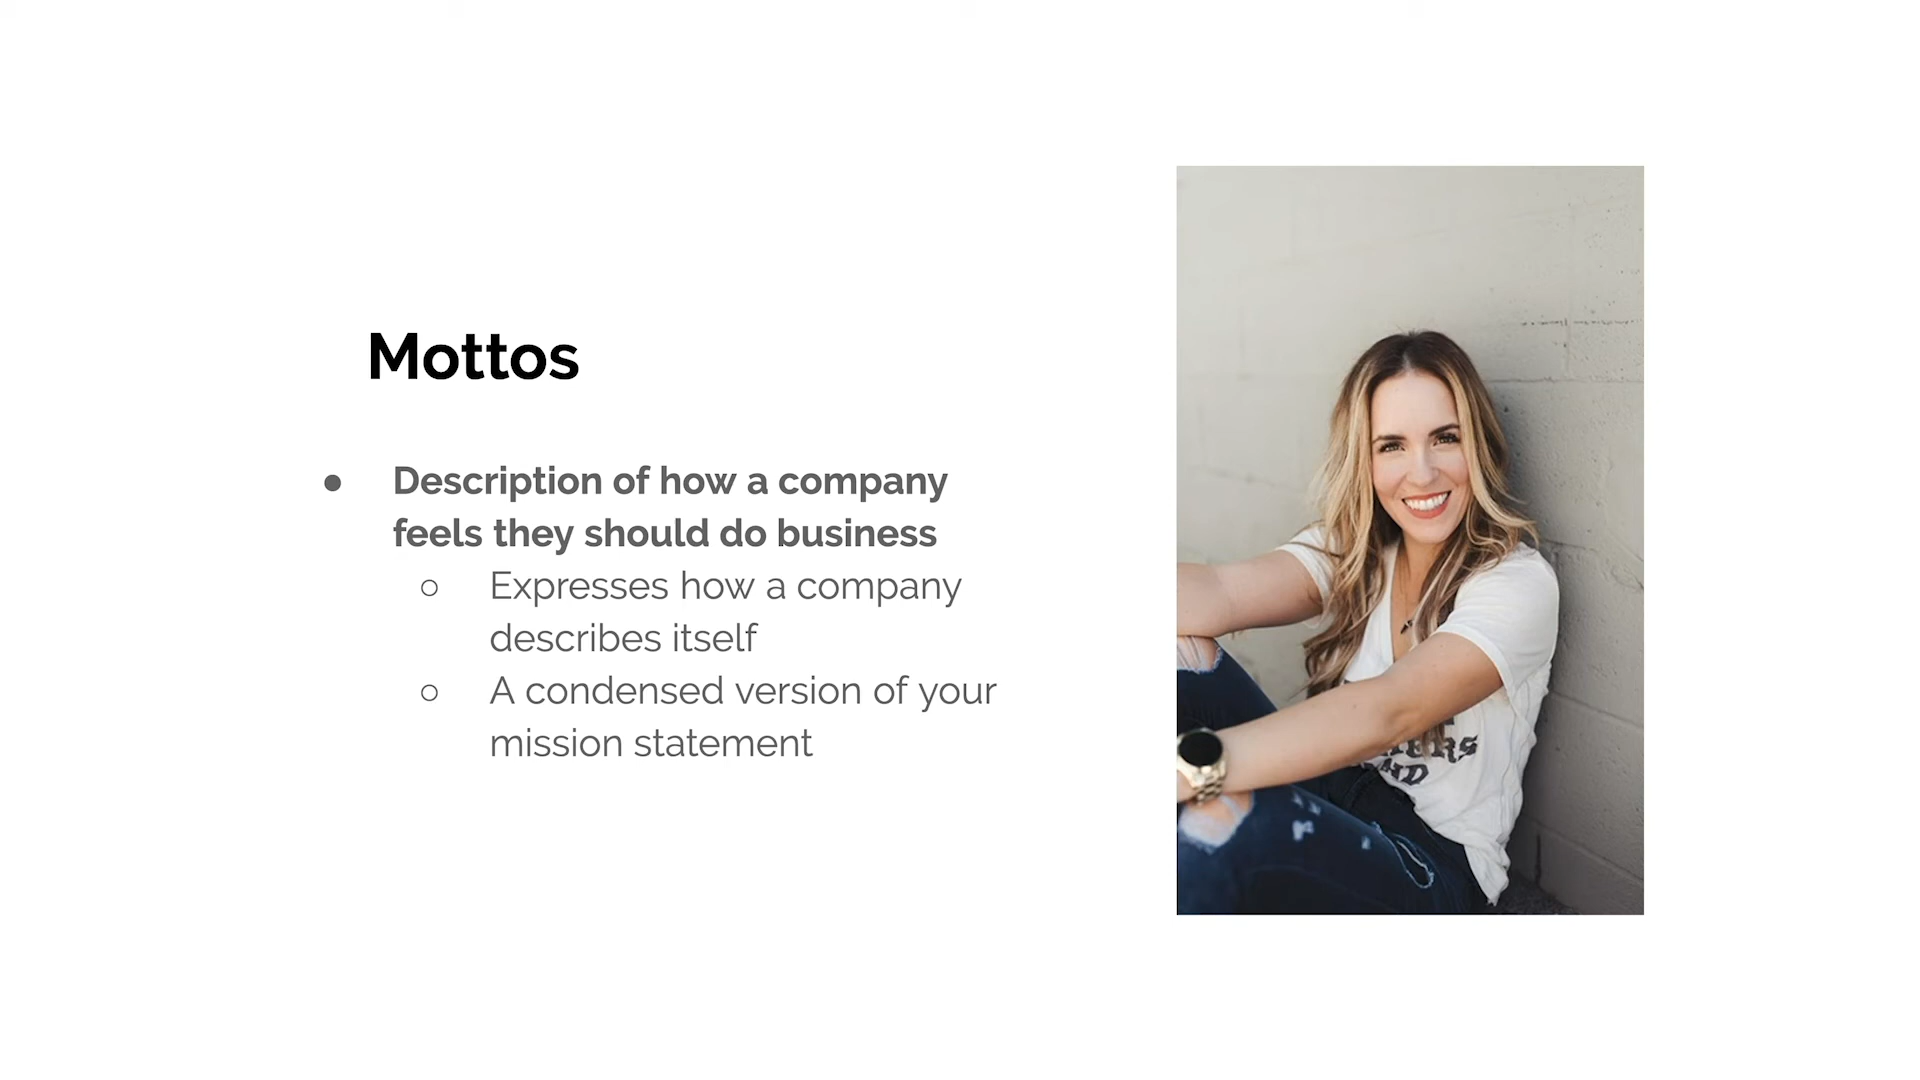 Mottos
● Description of how a company
feels they should do business
○ Expresses how a company
describes itself
○ A condensed version of your
mission statement